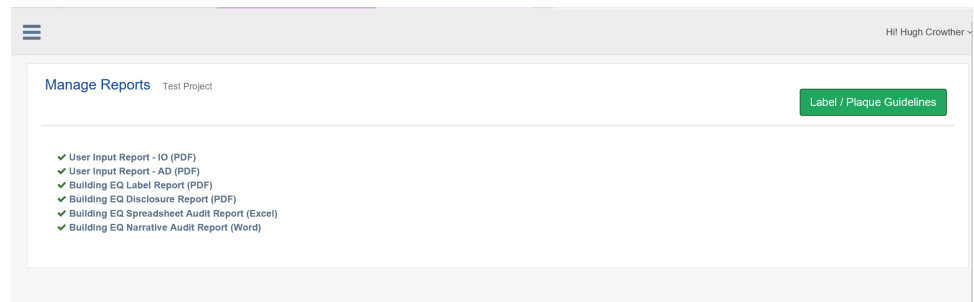 Hi! Hugh Crowther
Manage Reports Test Project
Label / Plaque Guidelines
User Input Report - IO (PDF)
User Input Report - AD (PDF)
Building EQ Label Report (PDF)
Building EQ Disclosure Report (PDF)
Building EQ Spreadsheet Audit Report (Excel)
Building EQ Narrative Audit Report (Word)